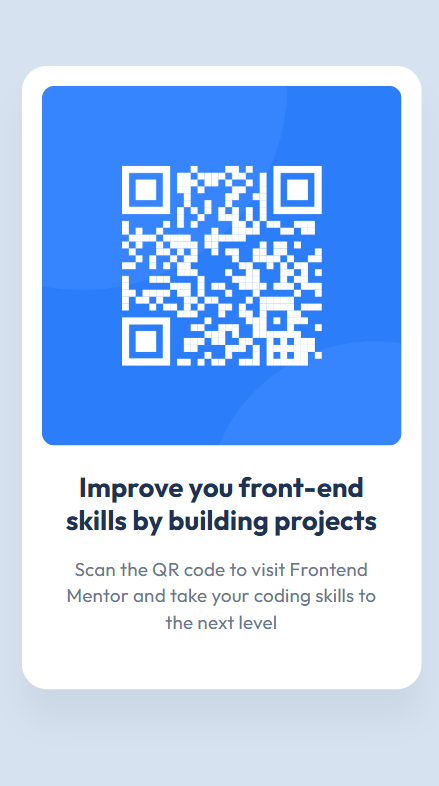 Improve you front-end
skills by building projects
Scan the QR code to visit Frontend
Mentor and take your coding skills to
the next level